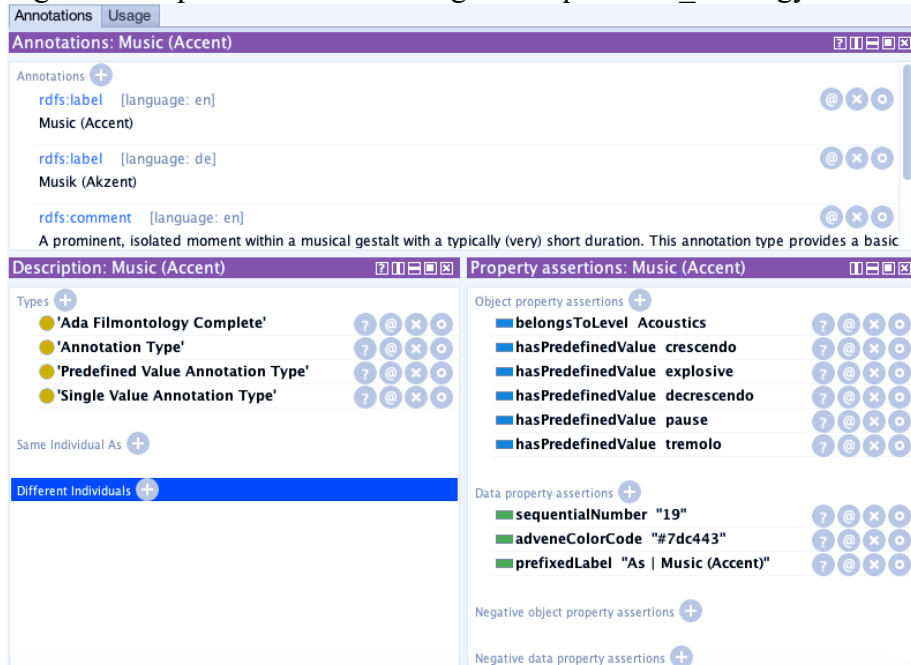 Annotations Usage
Annotations: Music (Accent)
Annotations
rdfs:label [language: en]
Music (Accent)
rdfs:label [language: de]
Musik (Akzent)
rdfs:comment [language: en]
A prominent, isolated moment within a musical gestalt with a typically (very) short duration. This annotation type provides a basic
Description: Music (Accent)
Types
'Ada Filmontology Complete'
'Annotation Type'
'Predefined Value Annotation Type'
'Single Value Annotation Type'
Same Individual As
Different Individuals
Property assertions: Music (Accent)
Object property assertions
belongsToLevel Acoustics
hasPredefinedValue crescendo
hasPredefinedValue explosive
hasPredefinedValue decrescendo
hasPredefinedValue pause
hasPredefinedValue tremolo
Data property assertions
sequentialNumber "19"
adveneColorCode "#7dc443"
prefixedLabel "As | Music (Accent)"
Negative object property assertions
Negative data property assertions